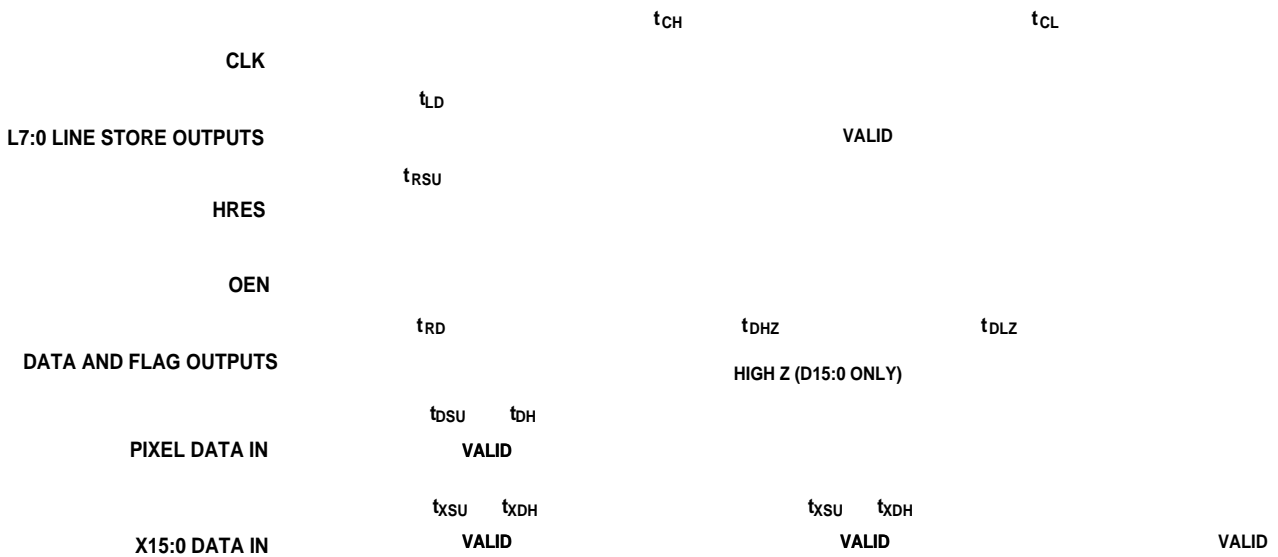 tCH tCL
CLK
tLD
L7:0 LINE STORE OUTPUTS VALID
tRSU
HRES
OEN
tRD tDHZ tDLZ
DATA AND FLAG OUTPUTS
HIGH Z (D15:0 ONLY)
tDSU tDH
PIXEL DATA IN VALID
tXSU tXDH tXSU tXDH
X15:0 DATA IN VALID VALID VALID